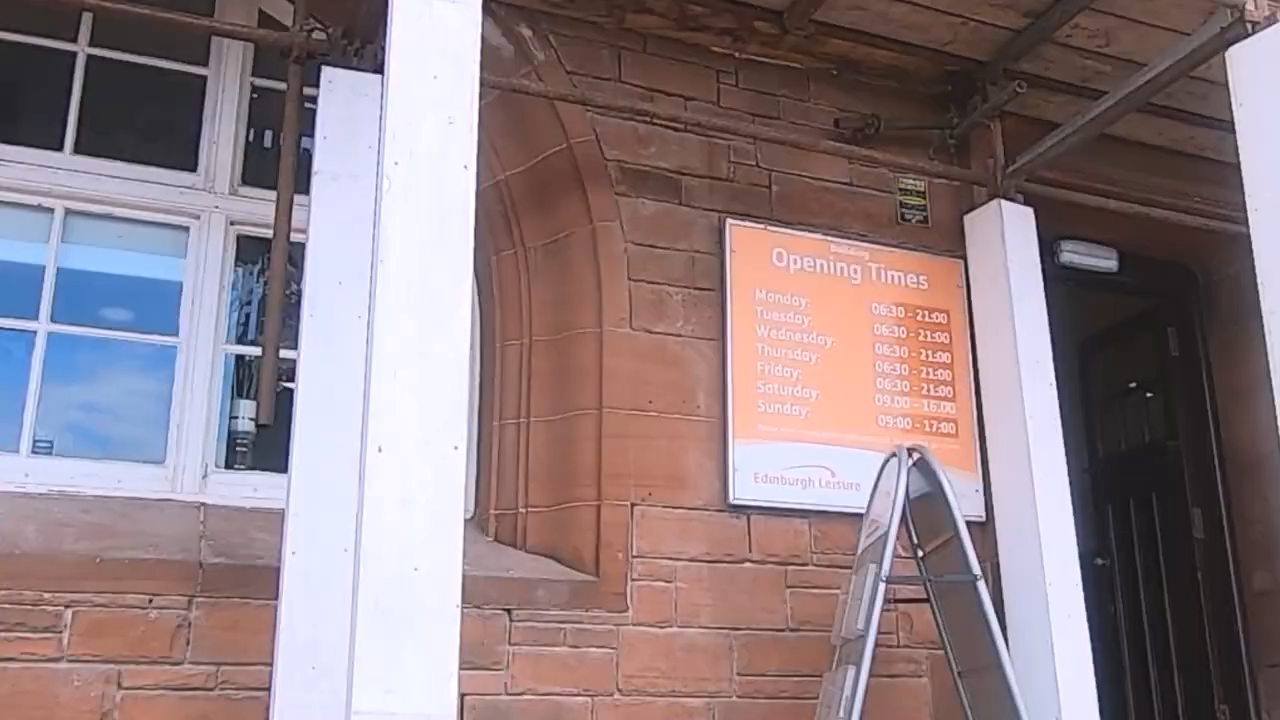 Building
Opening Times
Monday: 06:30 - 21:00
Tuesday: 06:30 - 21:00
Wednesday: 06:30 - 21:00
Thursday: 06:30 - 21:00
Friday: 06:30 - 21:00
Saturday: 09.00 - 16.00
Sunday: 09:00 - 17:00
Edinburgh Leisure